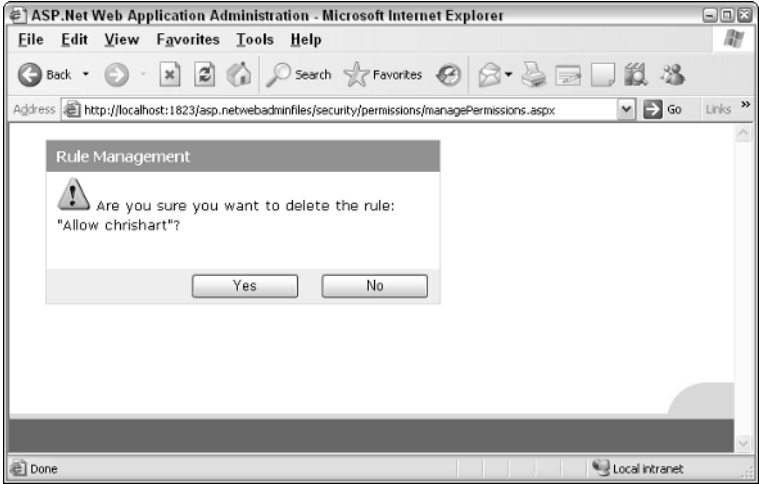 ASP.Net Web Application Administration - Microsoft Internet Explorer
File Edit View Favorites Tools Help
Back Search Favorites
Address http://localhost:1823/asp.netwebadminfiles/security/permissions/managePermissions.aspx Go Links »
Rule Management
Are you sure you want to delete the rule:
"Allow chrishart"?
Yes No
Done Local intranet